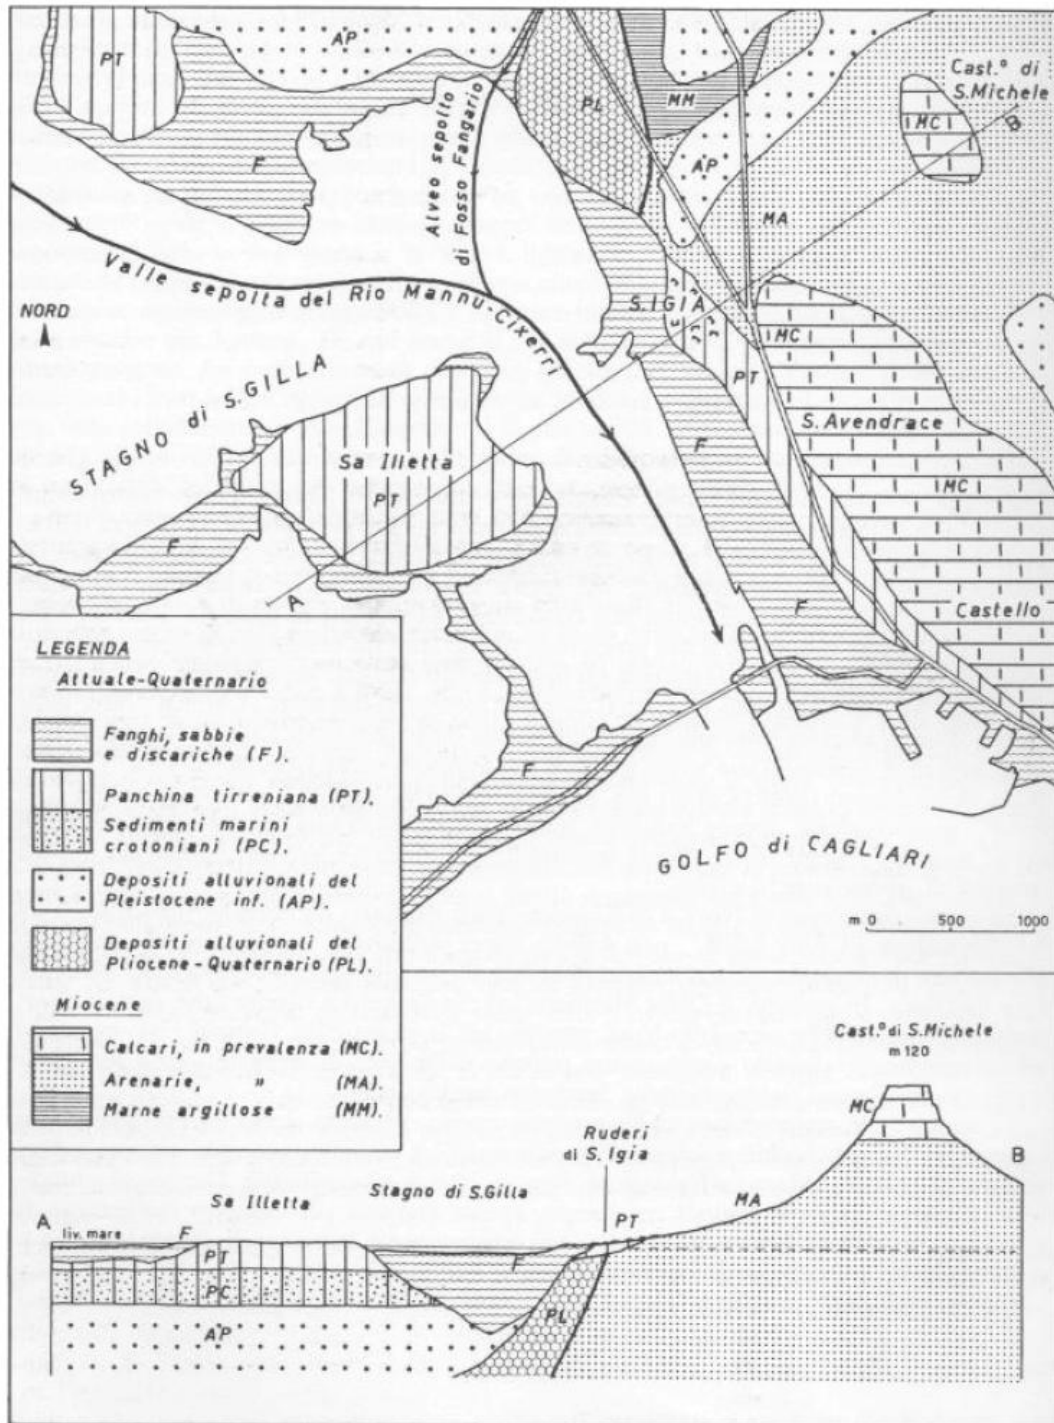 PT
AP
PL
MM
Cast.º di
S.Michele
MC
B
F
Alveo sepolto
di Fosso Fangario
AP
MA
Valle sepolta del Rio Mannu-Cixerri
NORD
S.IGIA
MC
PT
STAGNO di S.GILLA
S.Avendrace
F
Sa Illetta
PT
MC
F
A
F
Castello
F
GOLFO di CAGLIARI
m 0 500 1000
LEGENDA
Attuale-Quaternario
Fanghi, sabbie
e discariche (F).
Panchina tirreniana (PT).
Sedimenti marini
crotoniani (PC).
Depositi alluvionali del
Pleistocene inf. (AP).
Depositi alluvionali del
Pliocene-Quaternario (PL).
Miocene
Calcari, in prevalenza (MC).
Arenarie, " (MA).
Marne argillose (MM).
Cast.º di S.Michele
m 120
MC
Ruderi
di S. Igia
B
Sa Illetta
Stagno di S.Gilla
MA
A
liv. mare
F
PT
PT
F
PC
PL
AP